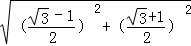 √((√3 - 1)/2)² + ((√3+1)/2)²